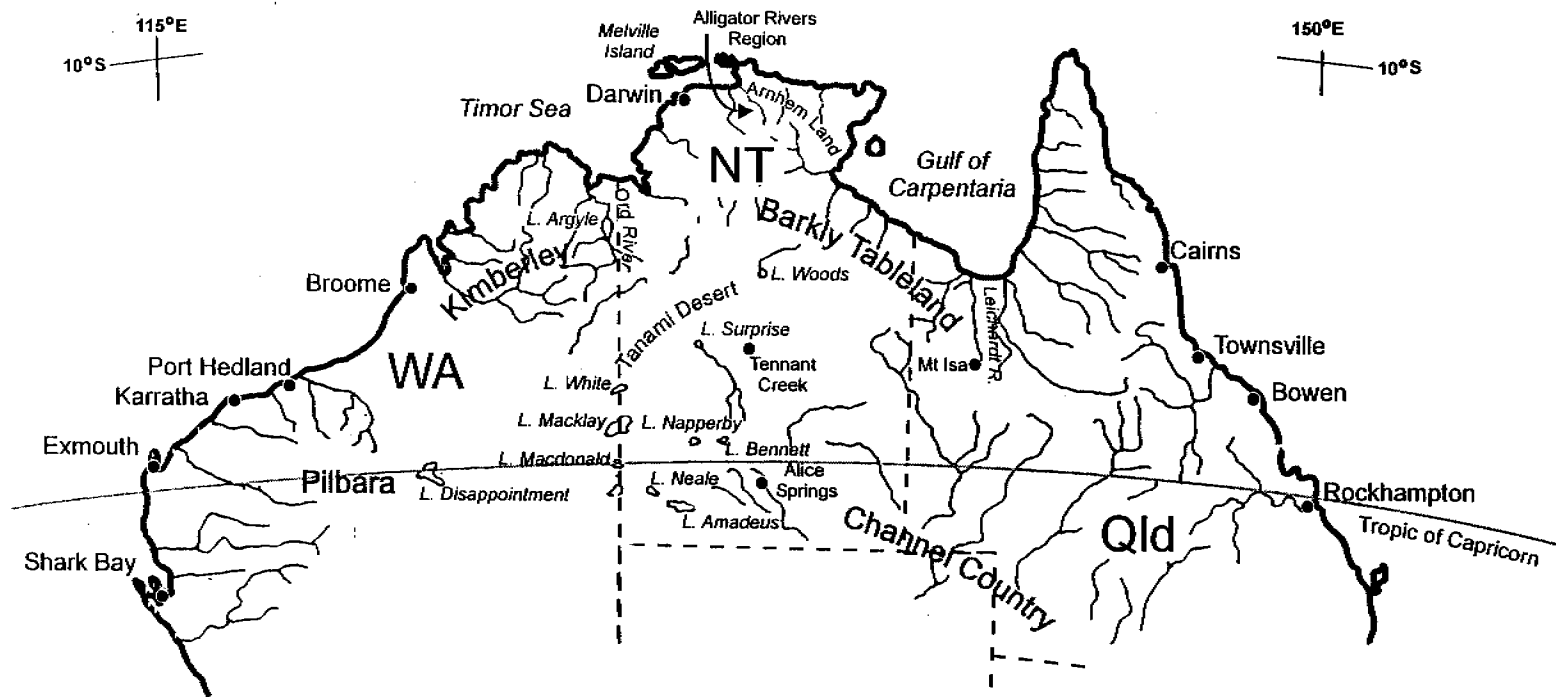 115°E
10°S
Melville
Island
Alligator Rivers
Region
150°E
10°S
Timor Sea
Darwin
Arnhem Land
NT
Gulf of
Carpentaria
L. Argyle
Ord River
Kimberley
Barkly Tableland
L. Woods
Cairns
Broome
Tanami Desert
L. Surprise
Leichardt R.
Tennant
Creek
Mt Isa
Townsville
WA
Port Hedland
Karratha
L. White
Bowen
L. Macklay
L. Napperby
L. Bennett
Exmouth
L. Macdonald
Pilbara
L. Disappointment
L. Neale
Alice
Springs
L. Amadeus
Rockhampton
Tropic of Capricorn
Channel Country
Qld
Shark Bay